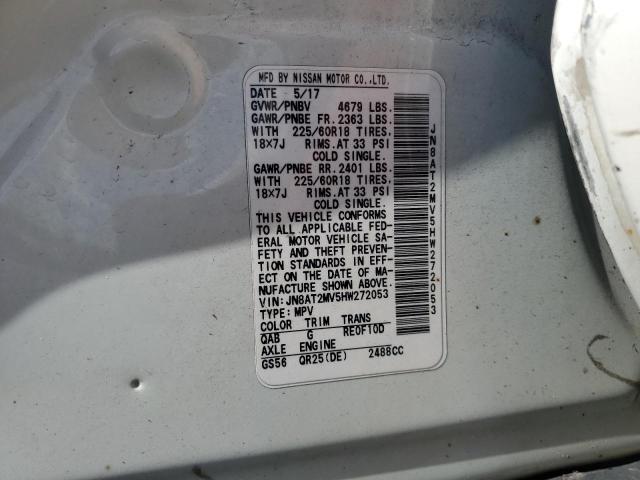 MFD BY NISSAN MOTOR CO.,LTD.
DATE 5/17
GVWR/PNBV 4679 LBS.
GAWR/PNBE FR. 2363 LBS.
WITH 225/60R18 TIRES.
18×7J RIMS.AT 33 PSI
COLD SINGLE.
GAWR/PNBE RR. 2401 LBS.
WITH 225/60R18 TIRES.
18×7J RIMS.AT 33 PSI
COLD SINGLE.
THIS VEHICLE CONFORMS
TO ALL APPLICABLE FED-
ERAL MOTOR VEHICLE SA-
FETY AND THEFT PREVEN-
TION STANDARDS IN EFF-
ECT ON THE DATE OF MA-
NUFACTURE SHOWN ABOVE.
VIN: JN8AT2MV5HW272053
TYPE: MPV
COLOR TRIM TRANS
QAB G RE0F10D
AXLE ENGINE
GS56 QR25(DE) 2488CC
JN8AT2MV5HW272053